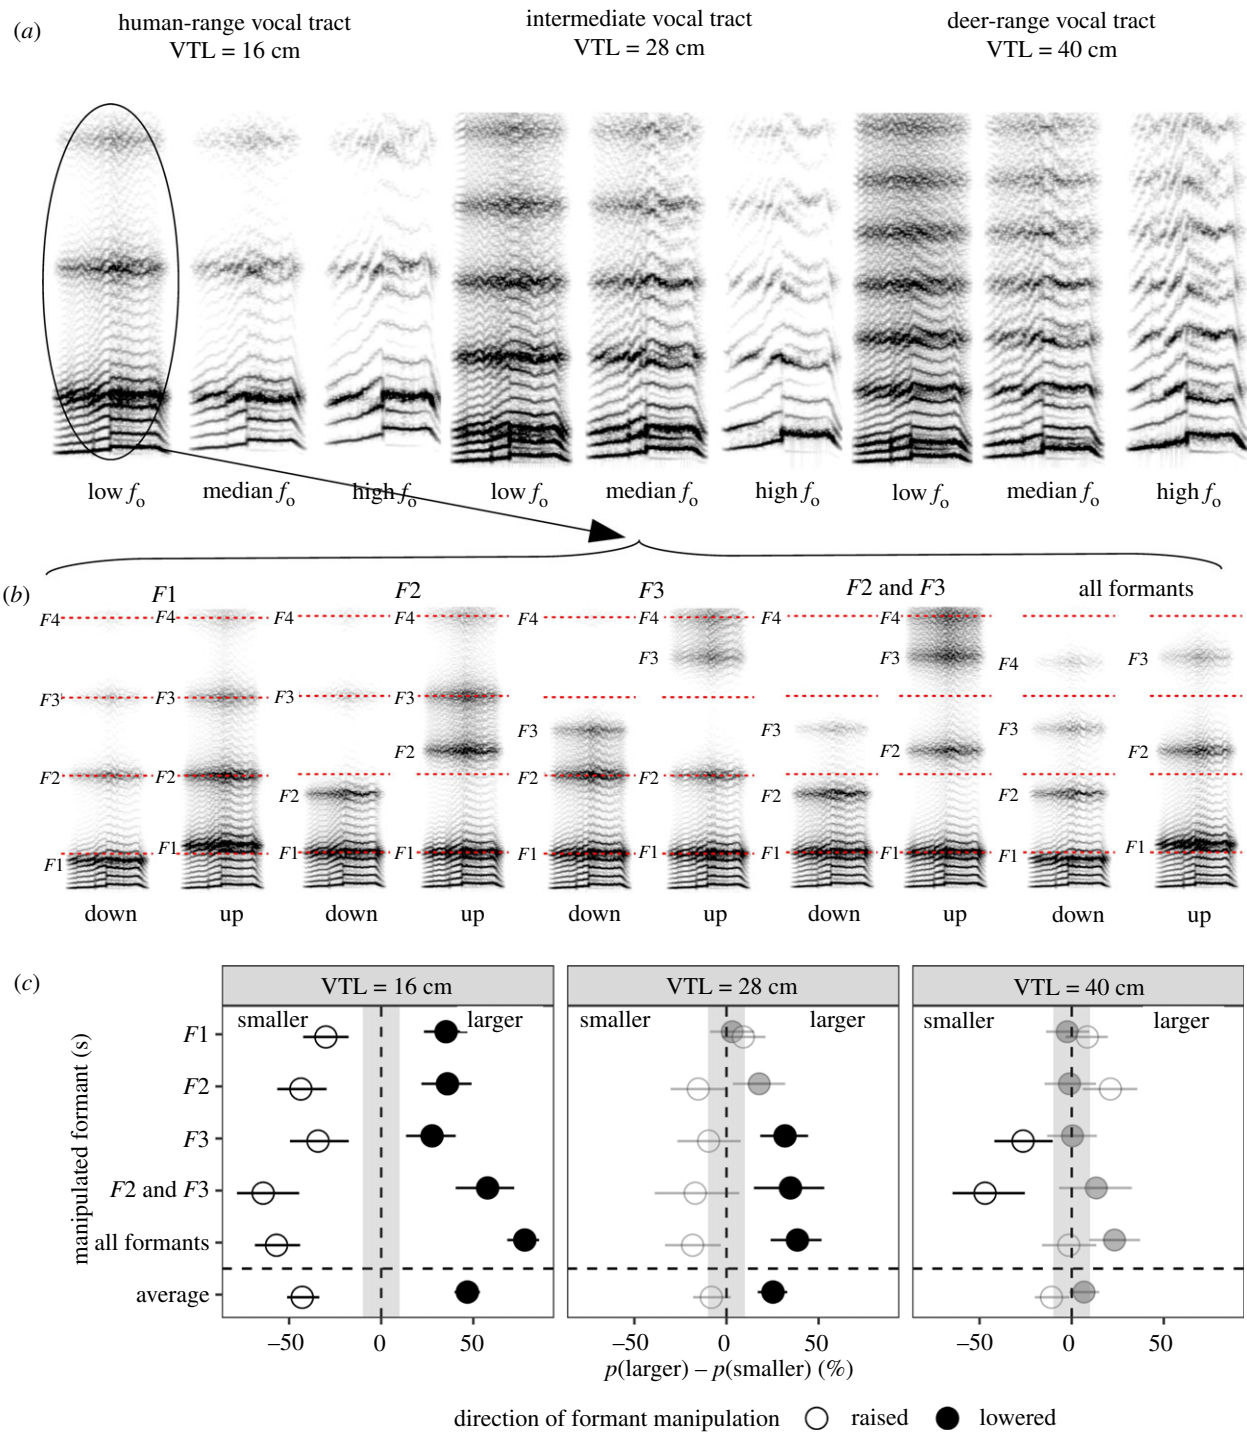 (a)
human-range vocal tract
VTL = 16 cm
intermediate vocal tract
VTL = 28 cm
deer-range vocal tract
VTL = 40 cm
low fo median fo high fo low fo median fo high fo low fo median fo high fo
(b)
F1 F2 F3 F2 and F3 all formants
F4 F4 F4 F4 F4 F4 F4
F3 F3 F4 F3
F3 F3 F3 F3
F3 F3 F3
F2 F2 F2
F2 F2 F2 F2
F2 F2 F2
F1 F1 F1 F1 F1 F1 F1 F1 F1 F1
down up down up down up down up down up
(c)
VTL = 16 cm VTL = 28 cm VTL = 40 cm
smaller larger smaller larger smaller larger
manipulated formant (s)
F1
F2
F3
F2 and F3
all formants
average
–50 0 50 –50 0 50 –50 0 50
p(larger) – p(smaller) (%)
direction of formant manipulation raised lowered